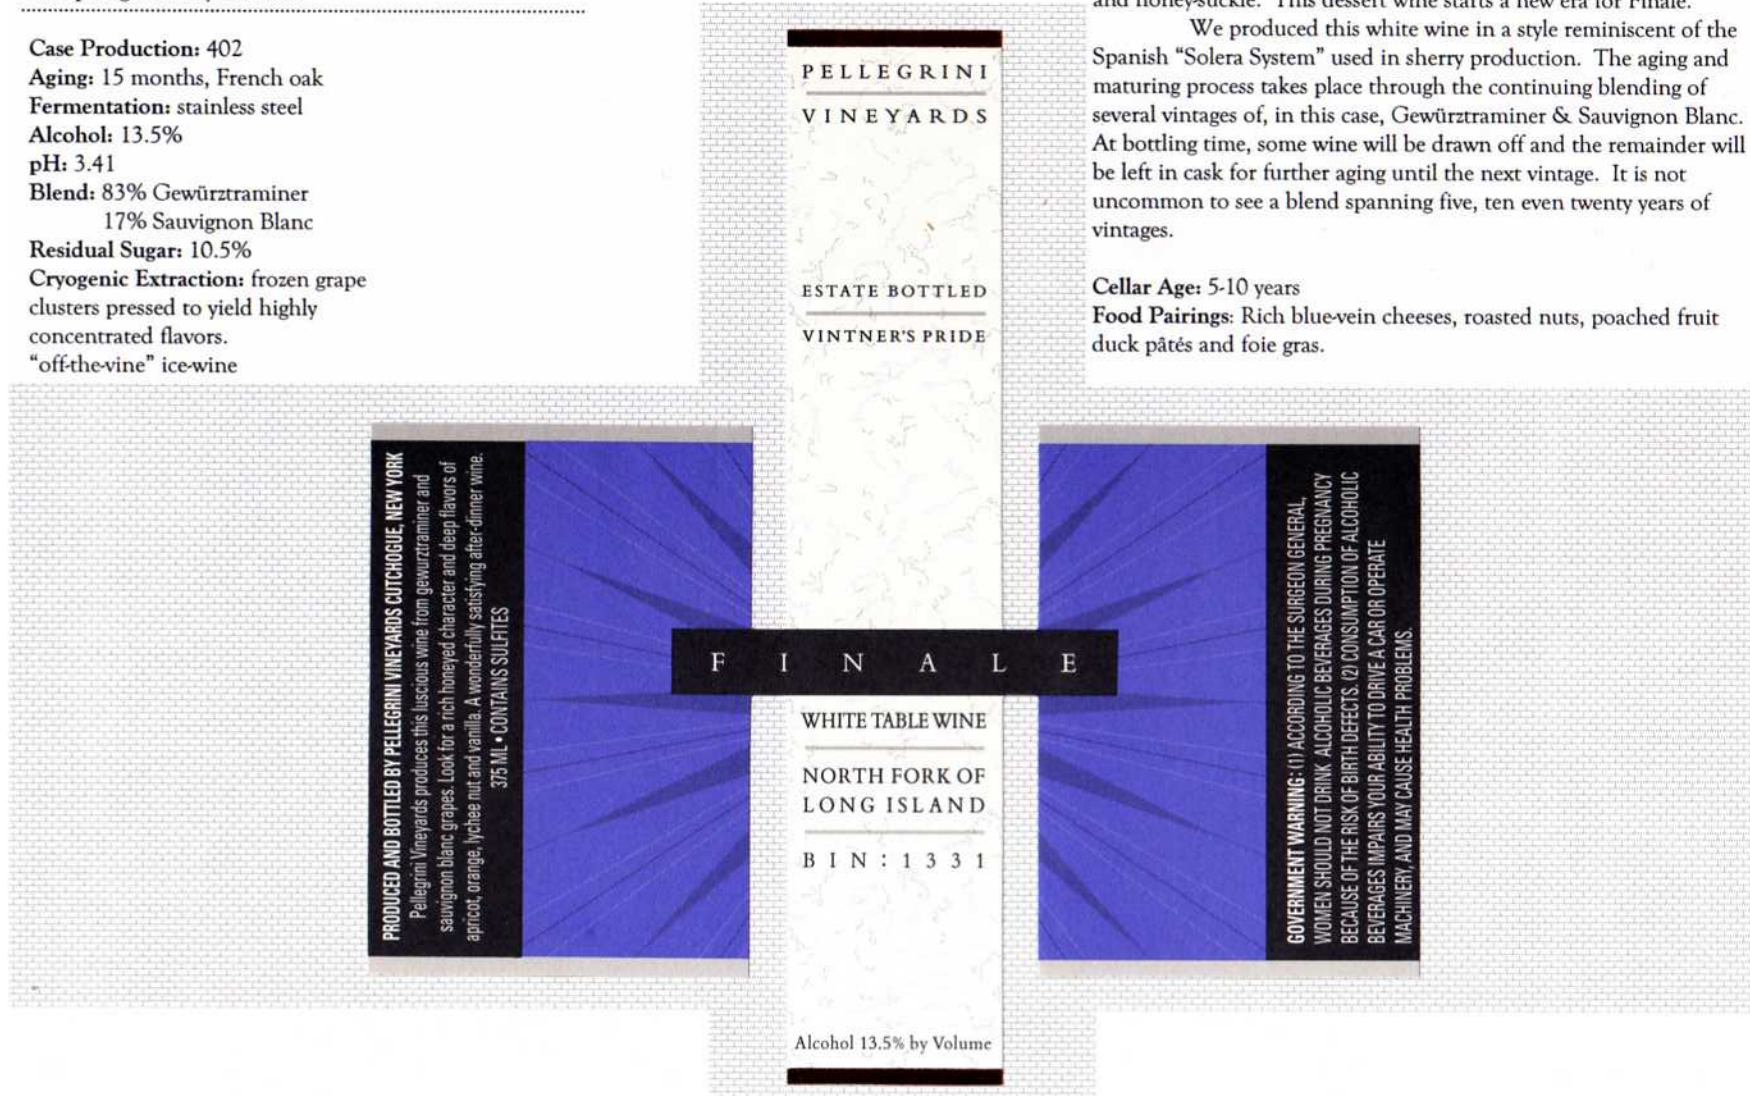 Case Production: 402
Aging: 15 months, French oak
Fermentation: stainless steel
Alcohol: 13.5%
pH: 3.41
Blend: 83% Gewürztraminer
17% Sauvignon Blanc
Residual Sugar: 10.5%
Cryogenic Extraction: frozen grape
clusters pressed to yield highly
concentrated flavors.
"off-the-vine" ice-wine
and honey-suckle. This dessert wine starts a new era for Finale.
We produced this white wine in a style reminiscent of the
Spanish "Solera System" used in sherry production. The aging and
maturing process takes place through the continuing blending of
several vintages of, in this case, Gewürztraminer & Sauvignon Blanc.
At bottling time, some wine will be drawn off and the remainder will
be left in cask for further aging until the next vintage. It is not
uncommon to see a blend spanning five, ten even twenty years of
vintages.
Cellar Age: 5-10 years
Food Pairings: Rich blue-vein cheeses, roasted nuts, poached fruit
duck pâtés and foie gras.
PELLEGRINI
VINEYARDS
ESTATE BOTTLED
VINTNER'S PRIDE
FINALE
WHITE TABLE WINE
NORTH FORK OF
LONG ISLAND
BIN: 1331
Alcohol 13.5% by Volume
PRODUCED AND BOTTLED BY PELLEGRINI VINEYARDS CUTCHOGUE, NEW YORK
Pellegrini Vineyards produces this luscious wine from gewurztraminer and
sauvignon blanc grapes. Look for a rich honeyed character and deep flavors of
apricot, orange, lychee nut and vanilla. A wonderfully satisfying after-dinner wine.
375 ML • CONTAINS SULFITES
GOVERNMENT WARNING: (1) ACCORDING TO THE SURGEON GENERAL,
WOMEN SHOULD NOT DRINK ALCOHOLIC BEVERAGES DURING PREGNANCY
BECAUSE OF THE RISK OF BIRTH DEFECTS. (2) CONSUMPTION OF ALCOHOLIC
BEVERAGES IMPAIRS YOUR ABILITY TO DRIVE A CAR OR OPERATE
MACHINERY, AND MAY CAUSE HEALTH PROBLEMS.